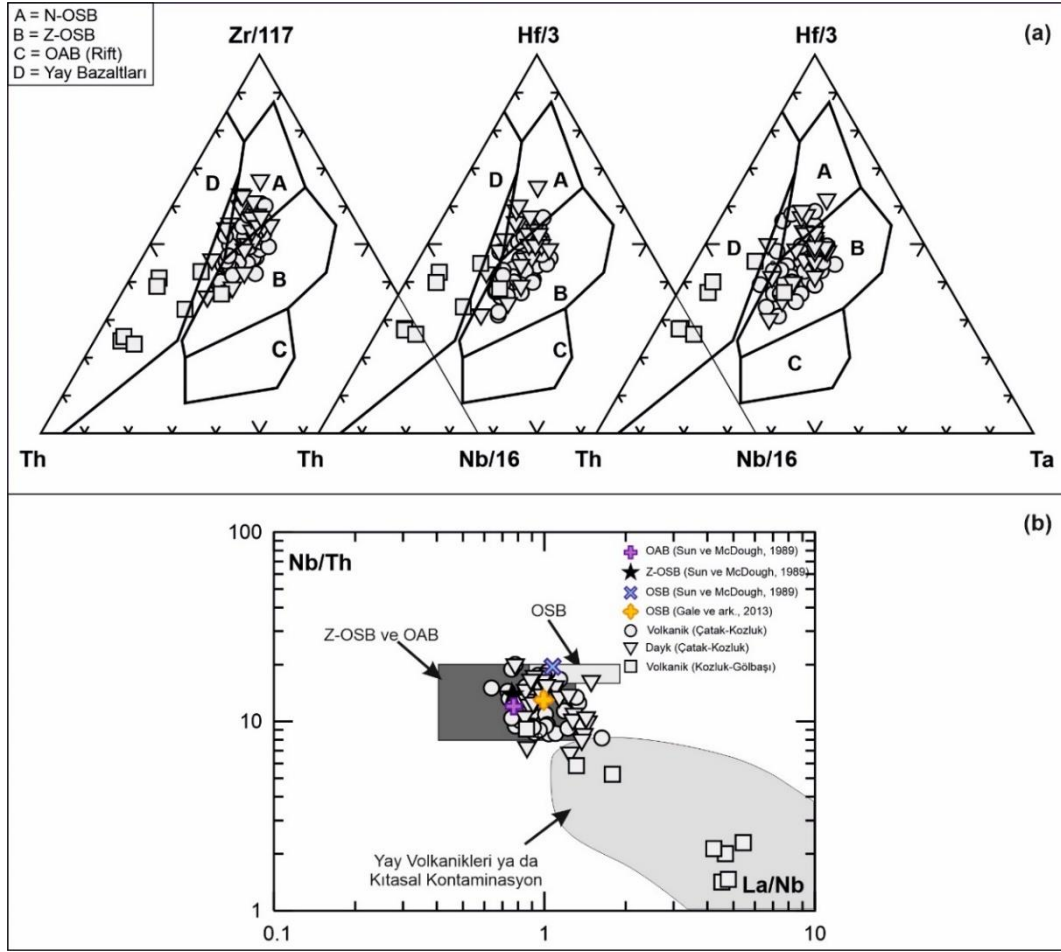 A = N-OSB
B = Z-OSB
C = OAB (Rift)
D = Yay Bazaltları
(a)
Zr/117
Hf/3
Hf/3
D
A
B
C
D
A
B
C
A
D
B
C
Th
Th
Nb/16
Th
Nb/16
Ta
(b)
100
Nb/Th
OAB (Sun ve McDough, 1989)
Z-OSB (Sun ve McDough, 1989)
OSB (Sun ve McDough, 1989)
OSB (Gale ve ark., 2013)
Volkanik (Çatak-Kozluk)
Dayk (Çatak-Kozluk)
Volkanik (Kozluk-Gölbaşı)
OSB
Z-OSB ve OAB
10
Yay Volkanikleri ya da
Kıtasal Kontaminasyon
La/Nb
1
0.1
1
10